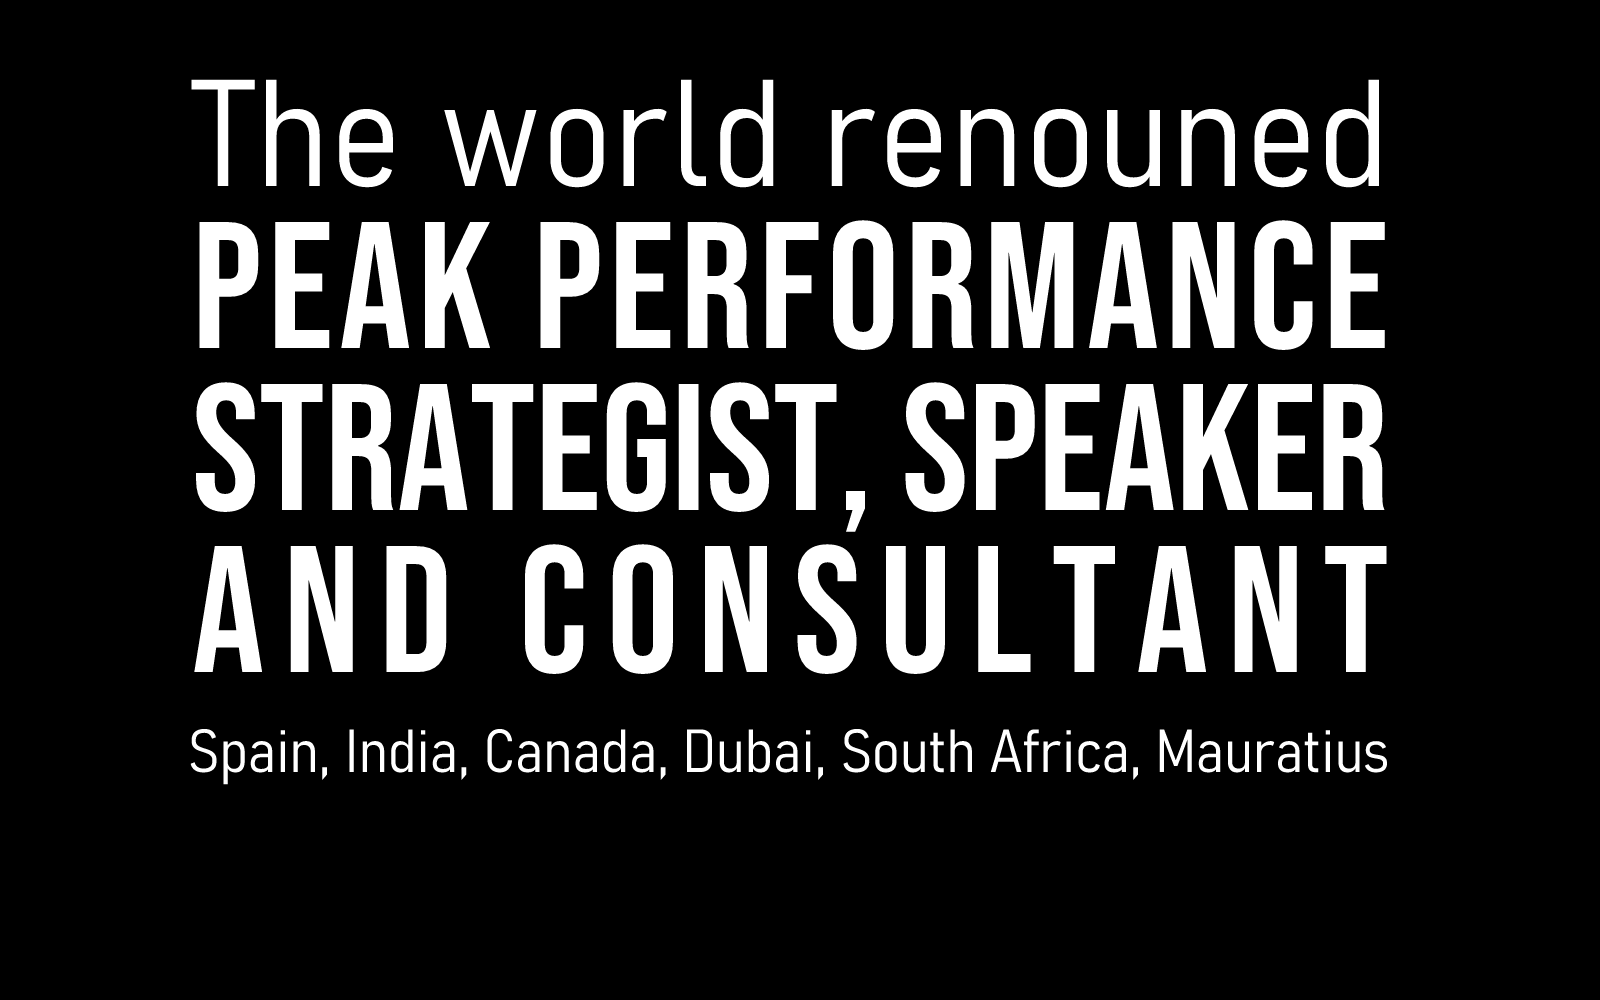 The world renouned
PEAK PERFORMANCE
STRATEGIST, SPEAKER
AND CONSULTANT
Spain, India, Canada, Dubai, South Africa, Mauratius